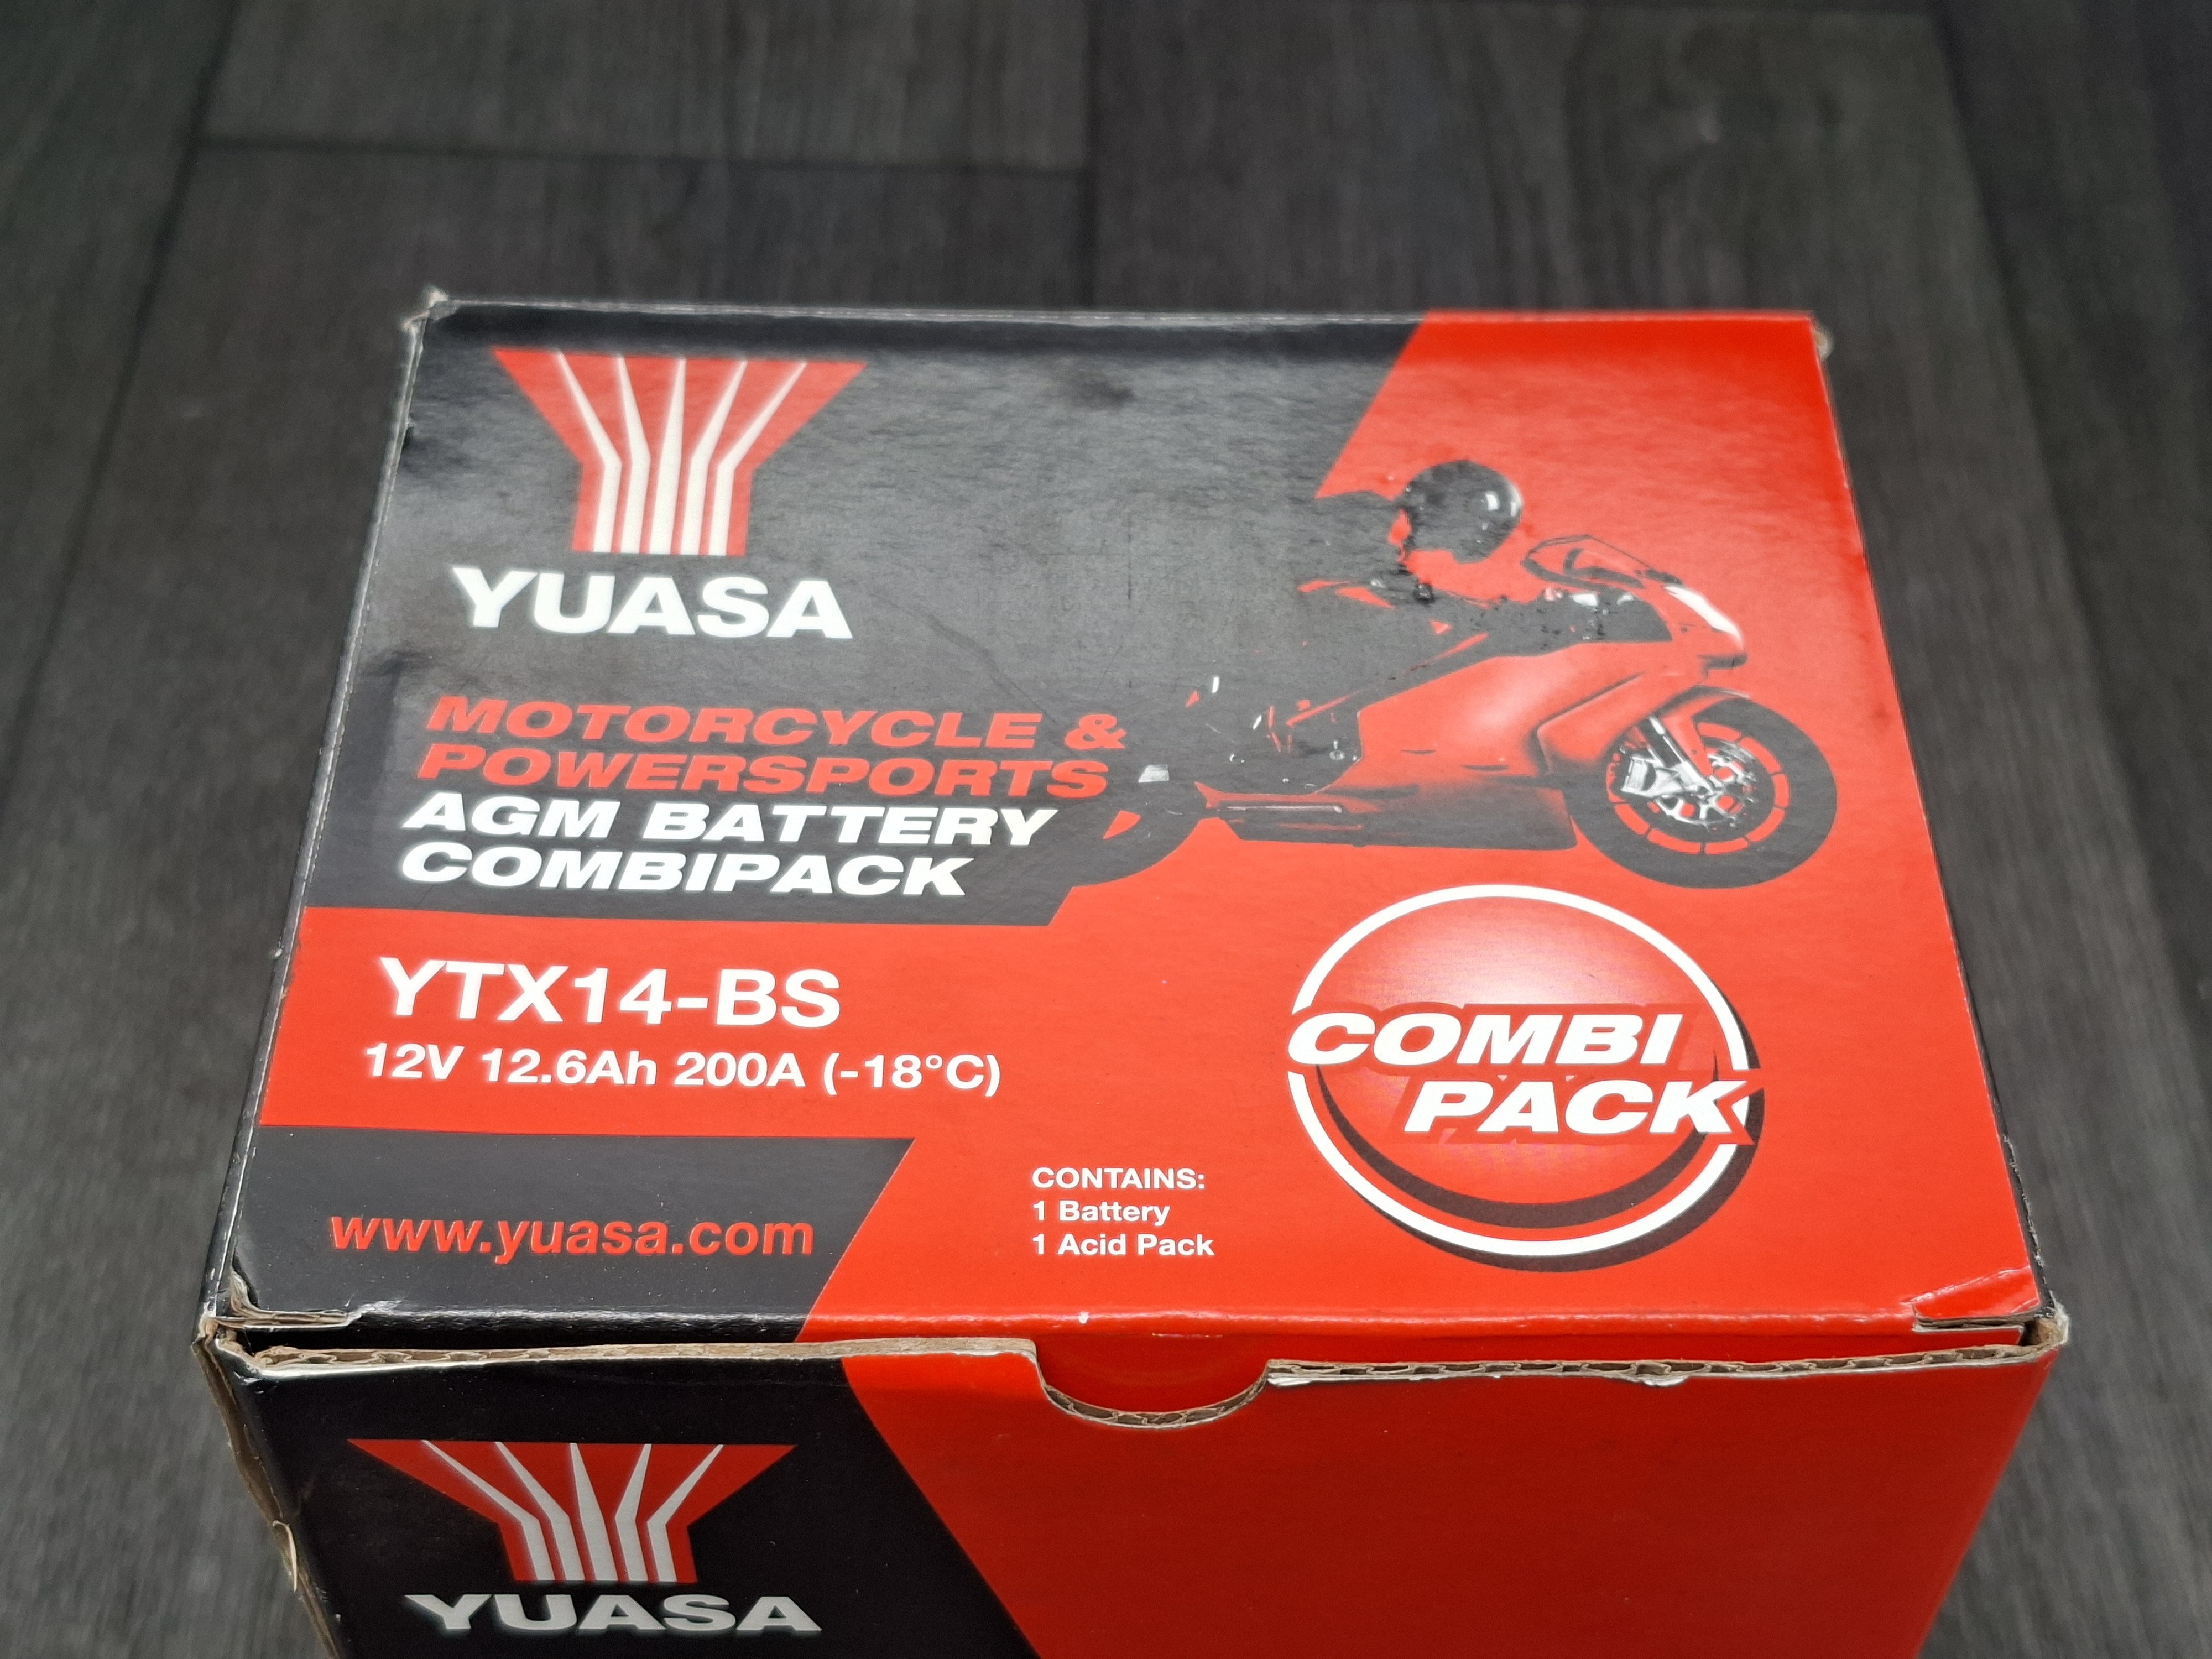 YUASA
MOTORCYCLE &
POWERSPORTS
AGM BATTERY
COMBIPACK
YTX14-BS
12V 12.6Ah 200A (-18°C)
COMBI
PACK
CONTAINS:
1 Battery
1 Acid Pack
www.yuasa.com
YUASA